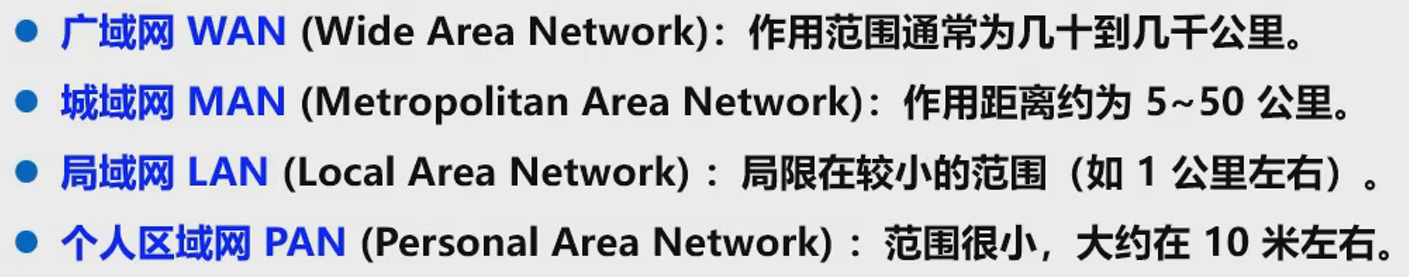 ● 广域网 WAN (Wide Area Network)：作用范围通常为几十到几千公里。
● 城域网 MAN (Metropolitan Area Network)：作用距离约为 5~50 公里。
● 局域网 LAN (Local Area Network) ：局限在较小的范围（如 1 公里左右）。
● 个人区域网 PAN (Personal Area Network) ：范围很小，大约在 10 米左右。